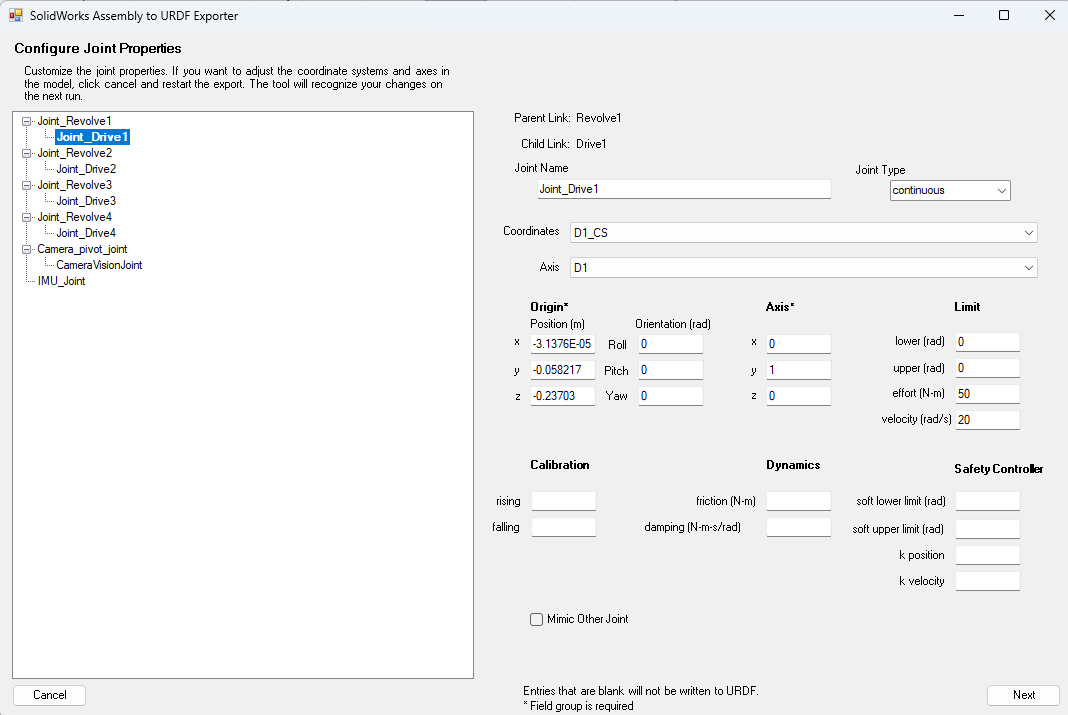 SolidWorks Assembly to URDF Exporter
Configure Joint Properties
Customize the joint properties. If you want to adjust the coordinate systems and axes in
the model, click cancel and restart the export. The tool will recognize your changes on
the next run.
Joint_Revolve1
Joint_Drive1
Joint_Revolve2
Joint_Drive2
Joint_Revolve3
Joint_Drive3
Joint_Revolve4
Joint_Drive4
Camera_pivot_joint
CameraVisionJoint
IMU_Joint
Parent Link: Revolve1
Child Link: Drive1
Joint Name
Joint_Drive1
Joint Type
continuous
Coordinates D1_CS
Axis D1
Origin*
Position (m) Orientation (rad)
x -3.1376E-05 Roll 0
y -0.058217 Pitch 0
z -0.23703 Yaw 0
Axis*
x 0
y 1
z 0
Limit
lower (rad) 0
upper (rad) 0
effort (N-m) 50
velocity (rad/s) 20
Calibration
rising
falling
Dynamics
friction (N-m)
damping (N-m-s/rad)
Safety Controller
soft lower limit (rad)
soft upper limit (rad)
k position
k velocity
Mimic Other Joint
Entries that are blank will not be written to URDF.
* Field group is required
Cancel
Next